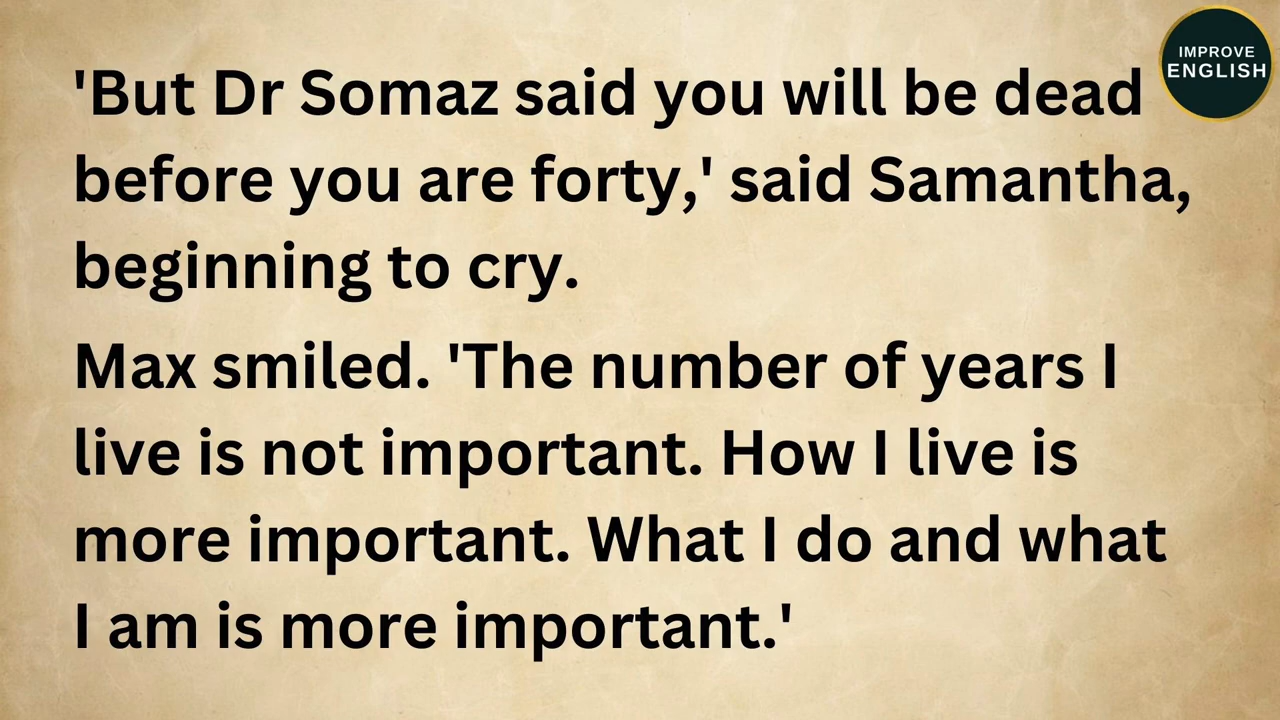 IMPROVE
ENGLISH
'But Dr Somaz said you will be dead
before you are forty,' said Samantha,
beginning to cry.
Max smiled. 'The number of years I
live is not important. How I live is
more important. What I do and what
I am is more important.'